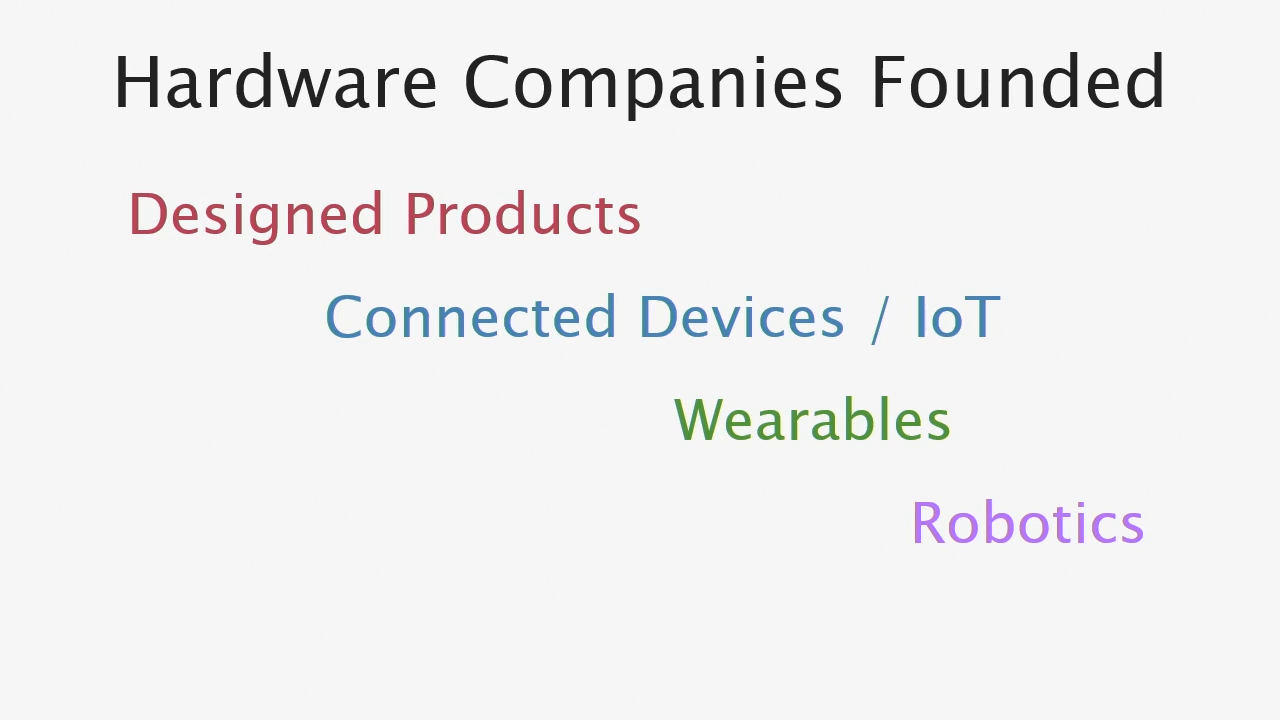 Hardware Companies Founded
Designed Products
Connected Devices / IoT
Wearables
Robotics